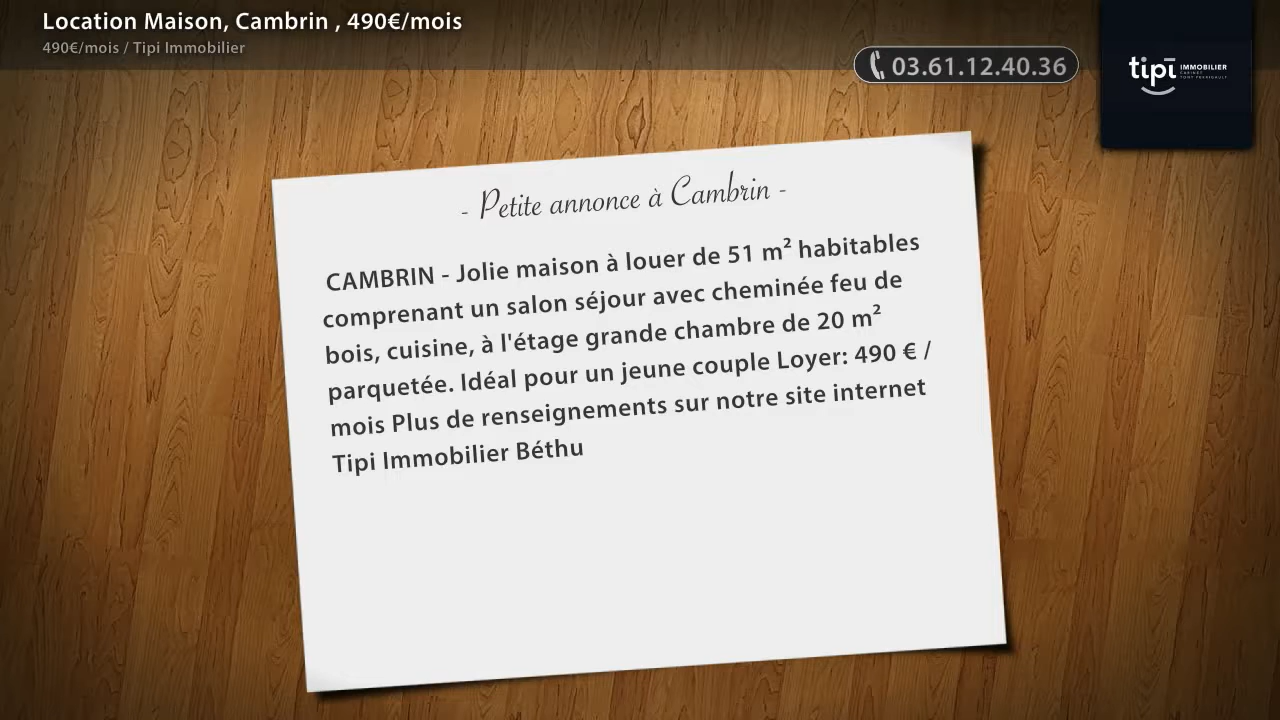 Location Maison, Cambrin , 490€/mois
490€/mois / Tipi Immobilier
03.61.12.40.36
tipi IMMOBILIER
CABINET
- Petite annonce à Cambrin -
CAMBRIN - Jolie maison à louer de 51 m² habitables
comprenant un salon séjour avec cheminée feu de
bois, cuisine, à l'étage grande chambre de 20 m²
parquetée. Idéal pour un jeune couple Loyer: 490 € /
mois Plus de renseignements sur notre site internet
Tipi Immobilier Béthu